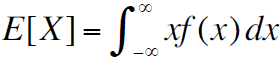 E[X] = ∫_{-∞}^{∞} xf(x)dx